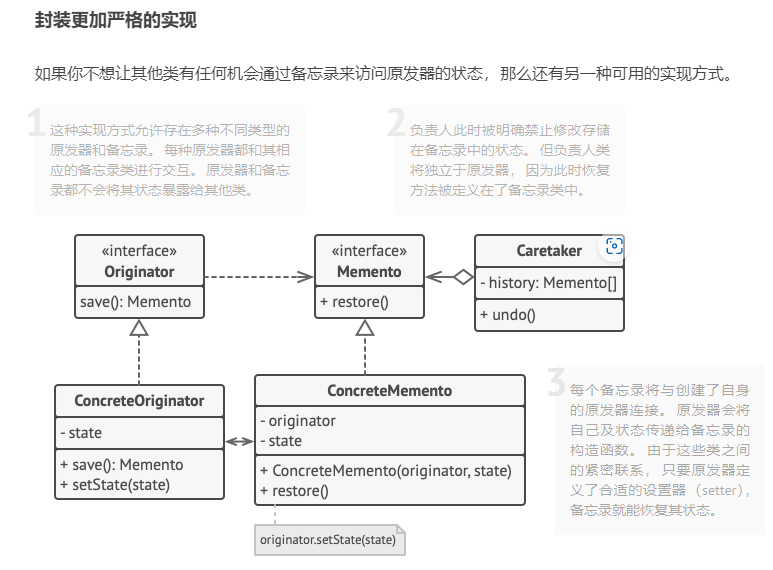 封装更加严格的实现
如果你不想让其他类有任何机会通过备忘录来访问原发器的状态，那么还有另一种可用的实现方式。
1
这种实现方式允许存在多种不同类型的
原发器和备忘录。每种原发器都和其相
应的备忘录类进行交互。原发器和备忘
录都不会将其状态暴露给其他类。
2
负责人此时被明确禁止修改存储
在备忘录中的状态。但负责人类
将独立于原发器，因为此时恢复
方法被定义在了备忘录类中。
«interface»
Originator
save(): Memento
«interface»
Memento
+ restore()
Caretaker
- history: Memento[]
+ undo()
ConcreteOriginator
- state
+ save(): Memento
+ setState(state)
ConcreteMemento
- originator
- state
+ ConcreteMemento(originator, state)
+ restore()
originator.setState(state)
3
每个备忘录将与创建了自身
的原发器连接。原发器会将
自己及状态传递给备忘录的
构造函数。由于这些类之间
的紧密联系，只要原发器定
义了合适的设置器（setter），
备忘录就能恢复其状态。